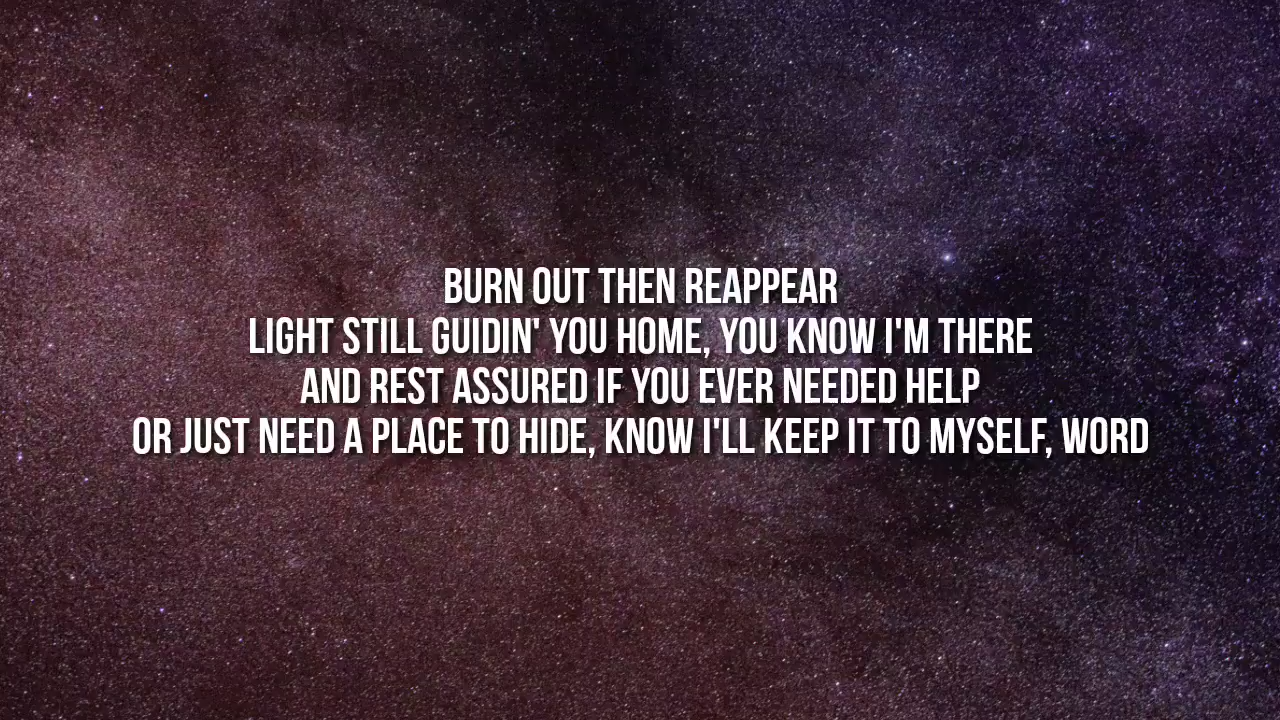 BURN OUT THEN REAPPEAR
LIGHT STILL GUIDIN' YOU HOME, YOU KNOW I'M THERE
AND REST ASSURED IF YOU EVER NEEDED HELP
OR JUST NEED A PLACE TO HIDE, KNOW I'LL KEEP IT TO MYSELF, WORD